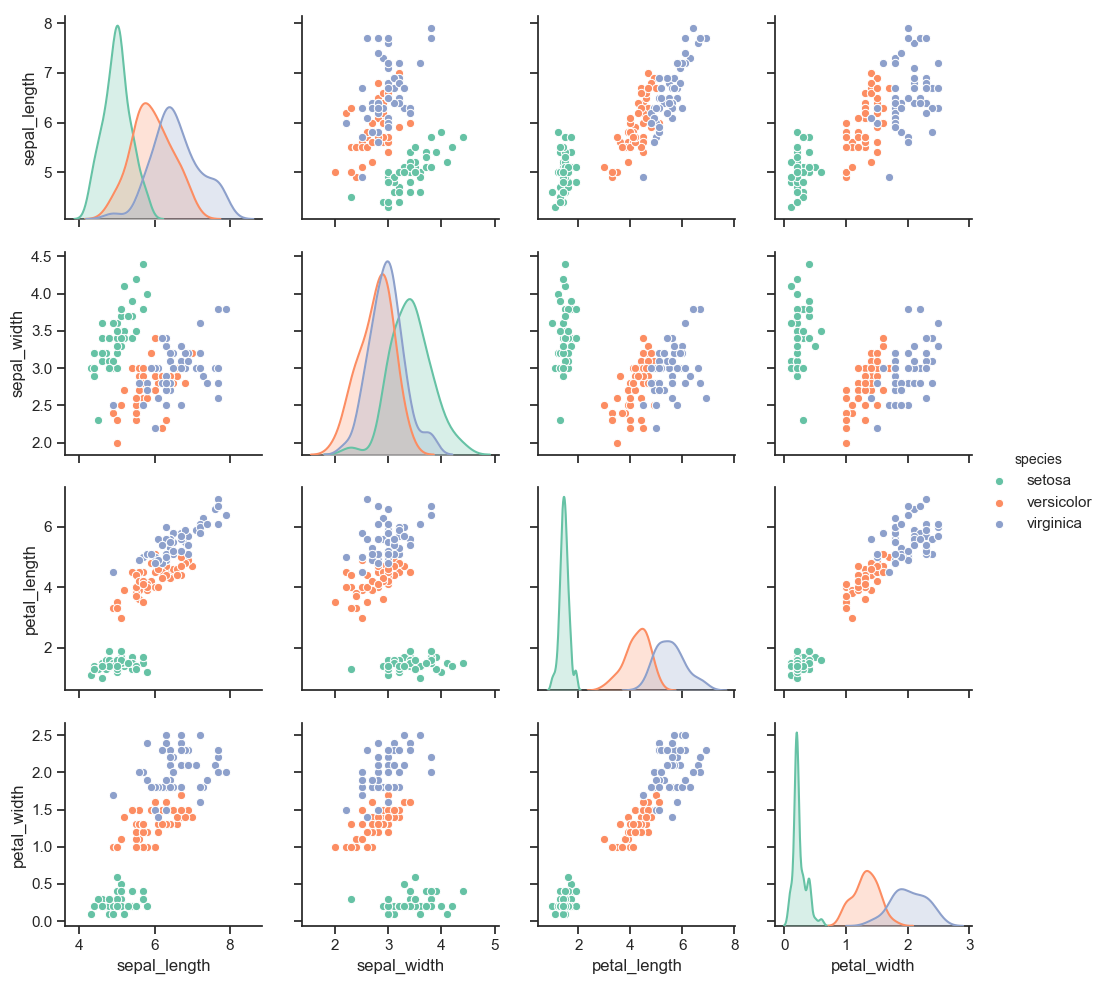 8
7
6
5
sepal_length
4.5
4.0
3.5
3.0
2.5
2.0
sepal_width
species
setosa
versicolor
virginica
6
4
2
petal_length
2.5
2.0
1.5
1.0
0.5
0.0
petal_width
4 6 8
sepal_length
2 3 4 5
sepal_width
2 4 6 8
petal_length
0 1 2 3
petal_width